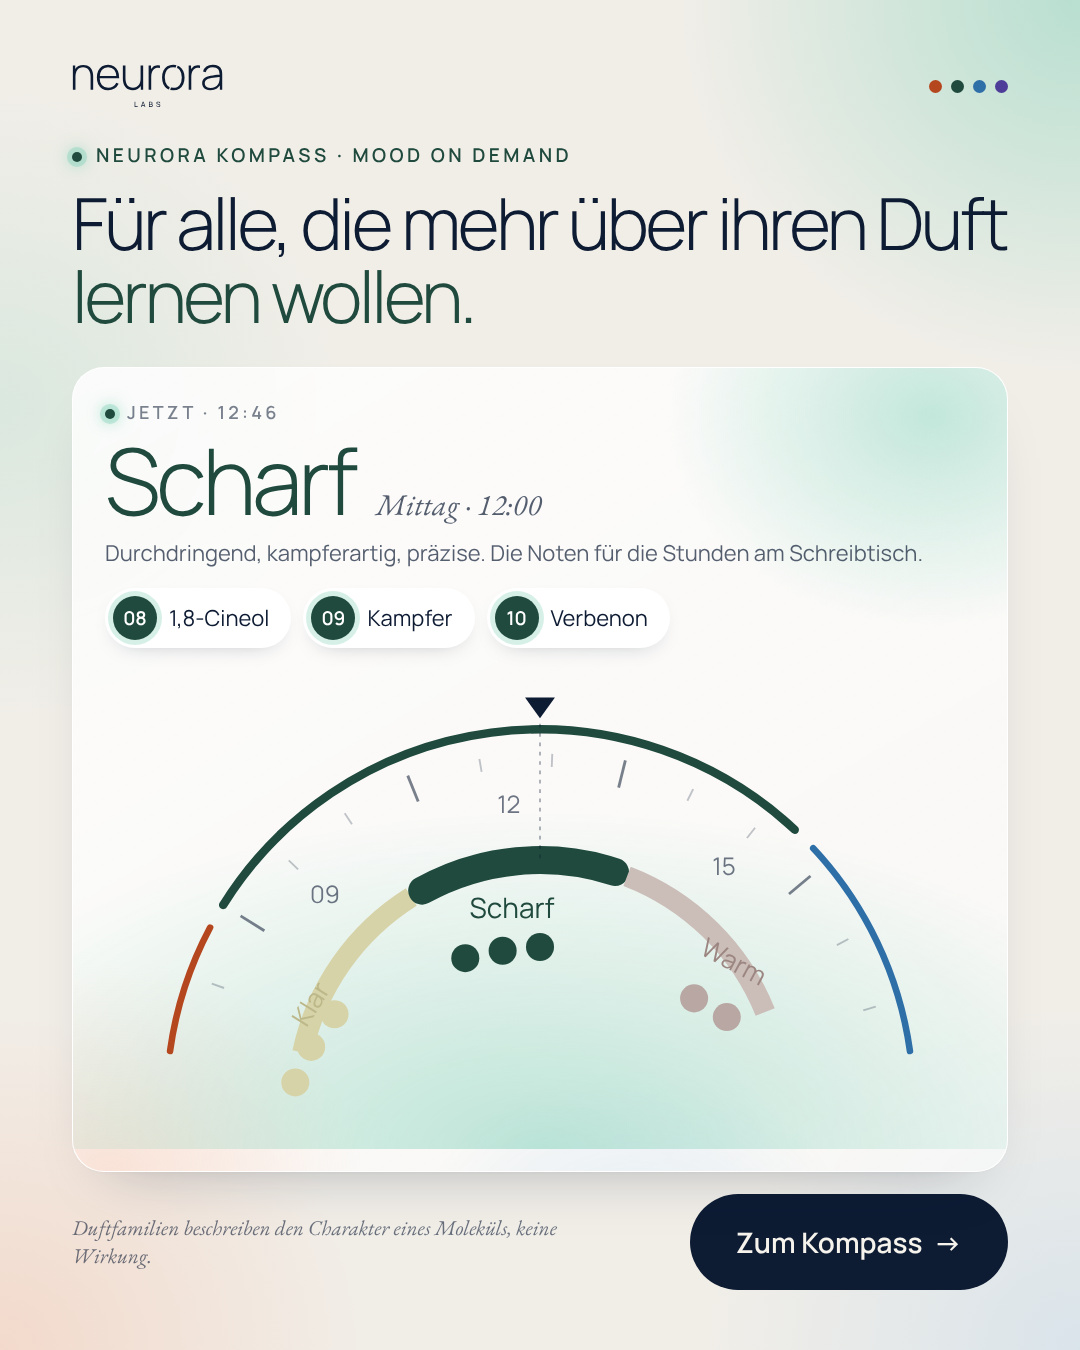 neurora
LABS
NEURORA KOMPASS · MOOD ON DEMAND
Für alle, die mehr über ihren Duft
lernen wollen.
JETZT · 12:46
Scharf Mittag · 12:00
Durchdringend, kampferartig, präzise. Die Noten für die Stunden am Schreibtisch.
08 1,8-Cineol 09 Kampfer 10 Verbenon
12
15
09
Scharf
Warm
Klar
Duftfamilien beschreiben den Charakter eines Moleküls, keine
Wirkung.
Zum Kompass →